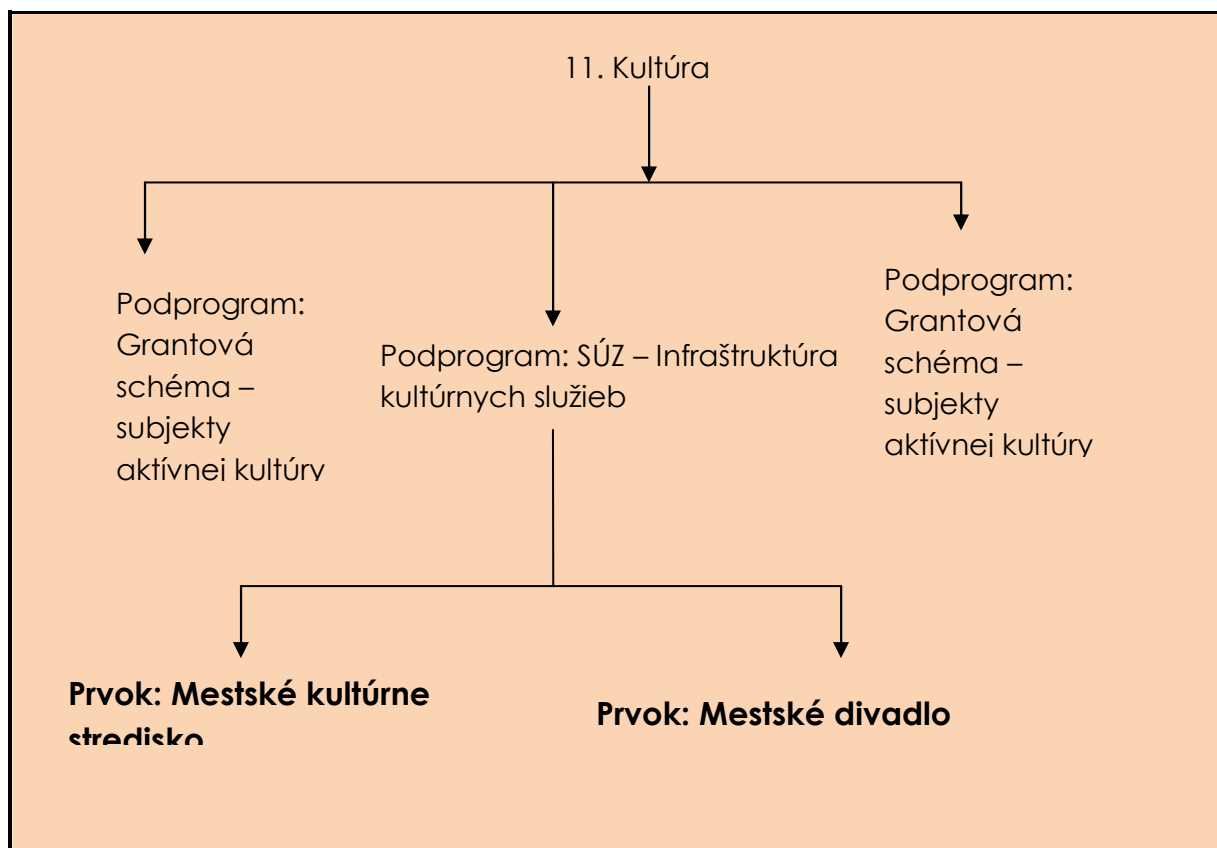 11. Kultúra
Podprogram:
Grantová
schéma –
subjekty
aktívnej kultúry
Podprogram: SÚZ – Infraštruktúra
kultúrnych služieb
Podprogram:
Grantová
schéma –
subjekty
aktívnej kultúry
Prvok: Mestské kultúrne
stredisko
Prvok: Mestské divadlo